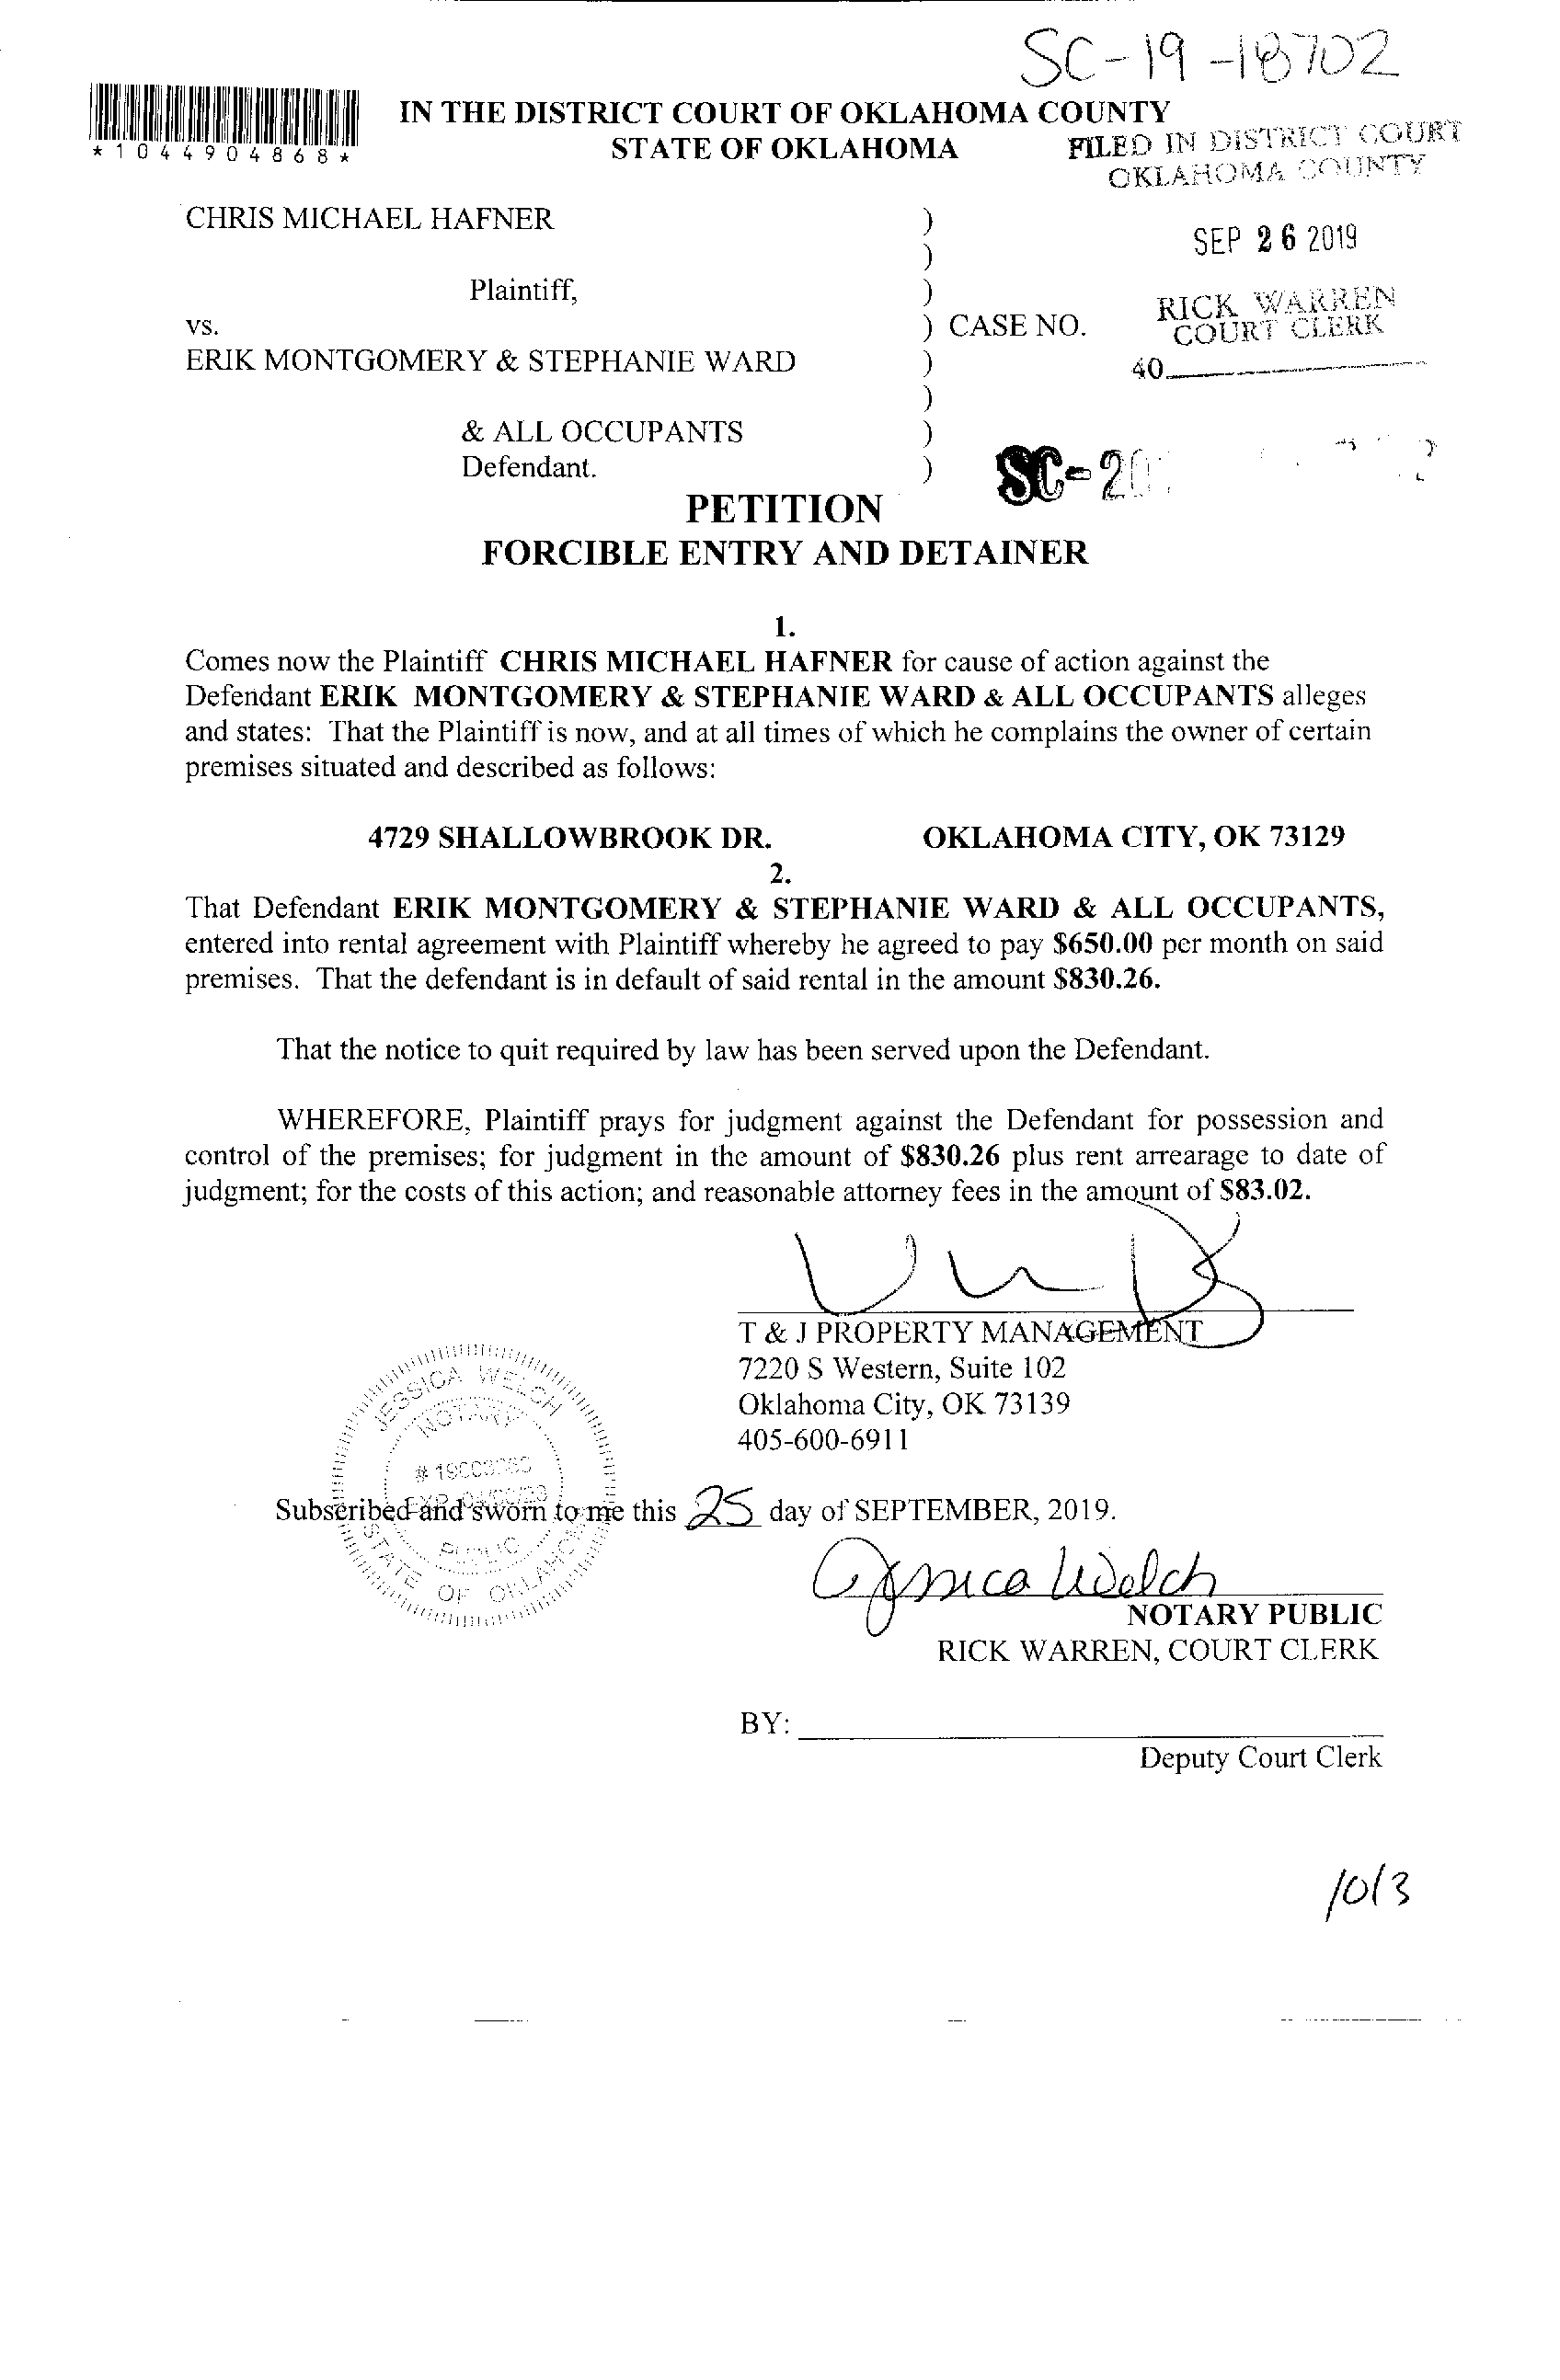 SC-19-18702
*1044904868*
IN THE DISTRICT COURT OF OKLAHOMA COUNTY
STATE OF OKLAHOMA
FILED IN DISTRICT COURT
OKLAHOMA COUNTY
CHRIS MICHAEL HAFNER )
)
SEP 26 2019
Plaintiff, )
RICK WARREN
COURT CLERK
vs. ) CASE NO.
ERIK MONTGOMERY & STEPHANIE WARD )
40
)
& ALL OCCUPANTS )
Defendant. )
SC-20
PETITION
FORCIBLE ENTRY AND DETAINER
1.
Comes now the Plaintiff CHRIS MICHAEL HAFNER for cause of action against the
Defendant ERIK MONTGOMERY & STEPHANIE WARD & ALL OCCUPANTS alleges
and states: That the Plaintiff is now, and at all times of which he complains the owner of certain
premises situated and described as follows:
4729 SHALLOWBROOK DR. OKLAHOMA CITY, OK 73129
2.
That Defendant ERIK MONTGOMERY & STEPHANIE WARD & ALL OCCUPANTS,
entered into rental agreement with Plaintiff whereby he agreed to pay $650.00 per month on said
premises. That the defendant is in default of said rental in the amount $830.26.
That the notice to quit required by law has been served upon the Defendant.
WHEREFORE, Plaintiff prays for judgment against the Defendant for possession and
control of the premises; for judgment in the amount of $830.26 plus rent arrearage to date of
judgment; for the costs of this action; and reasonable attorney fees in the amount of $83.02.
T & J PROPERTY MANAGEMENT
7220 S Western, Suite 102
Oklahoma City, OK 73139
405-600-6911
JESSICA WELCH
NOTARY
PUBLIC
STATE OF OKLAHOMA
Subscribed and sworn to me this 25 day of SEPTEMBER, 2019.
Jessica Welch
NOTARY PUBLIC
RICK WARREN, COURT CLERK
BY:
Deputy Court Clerk
10/3